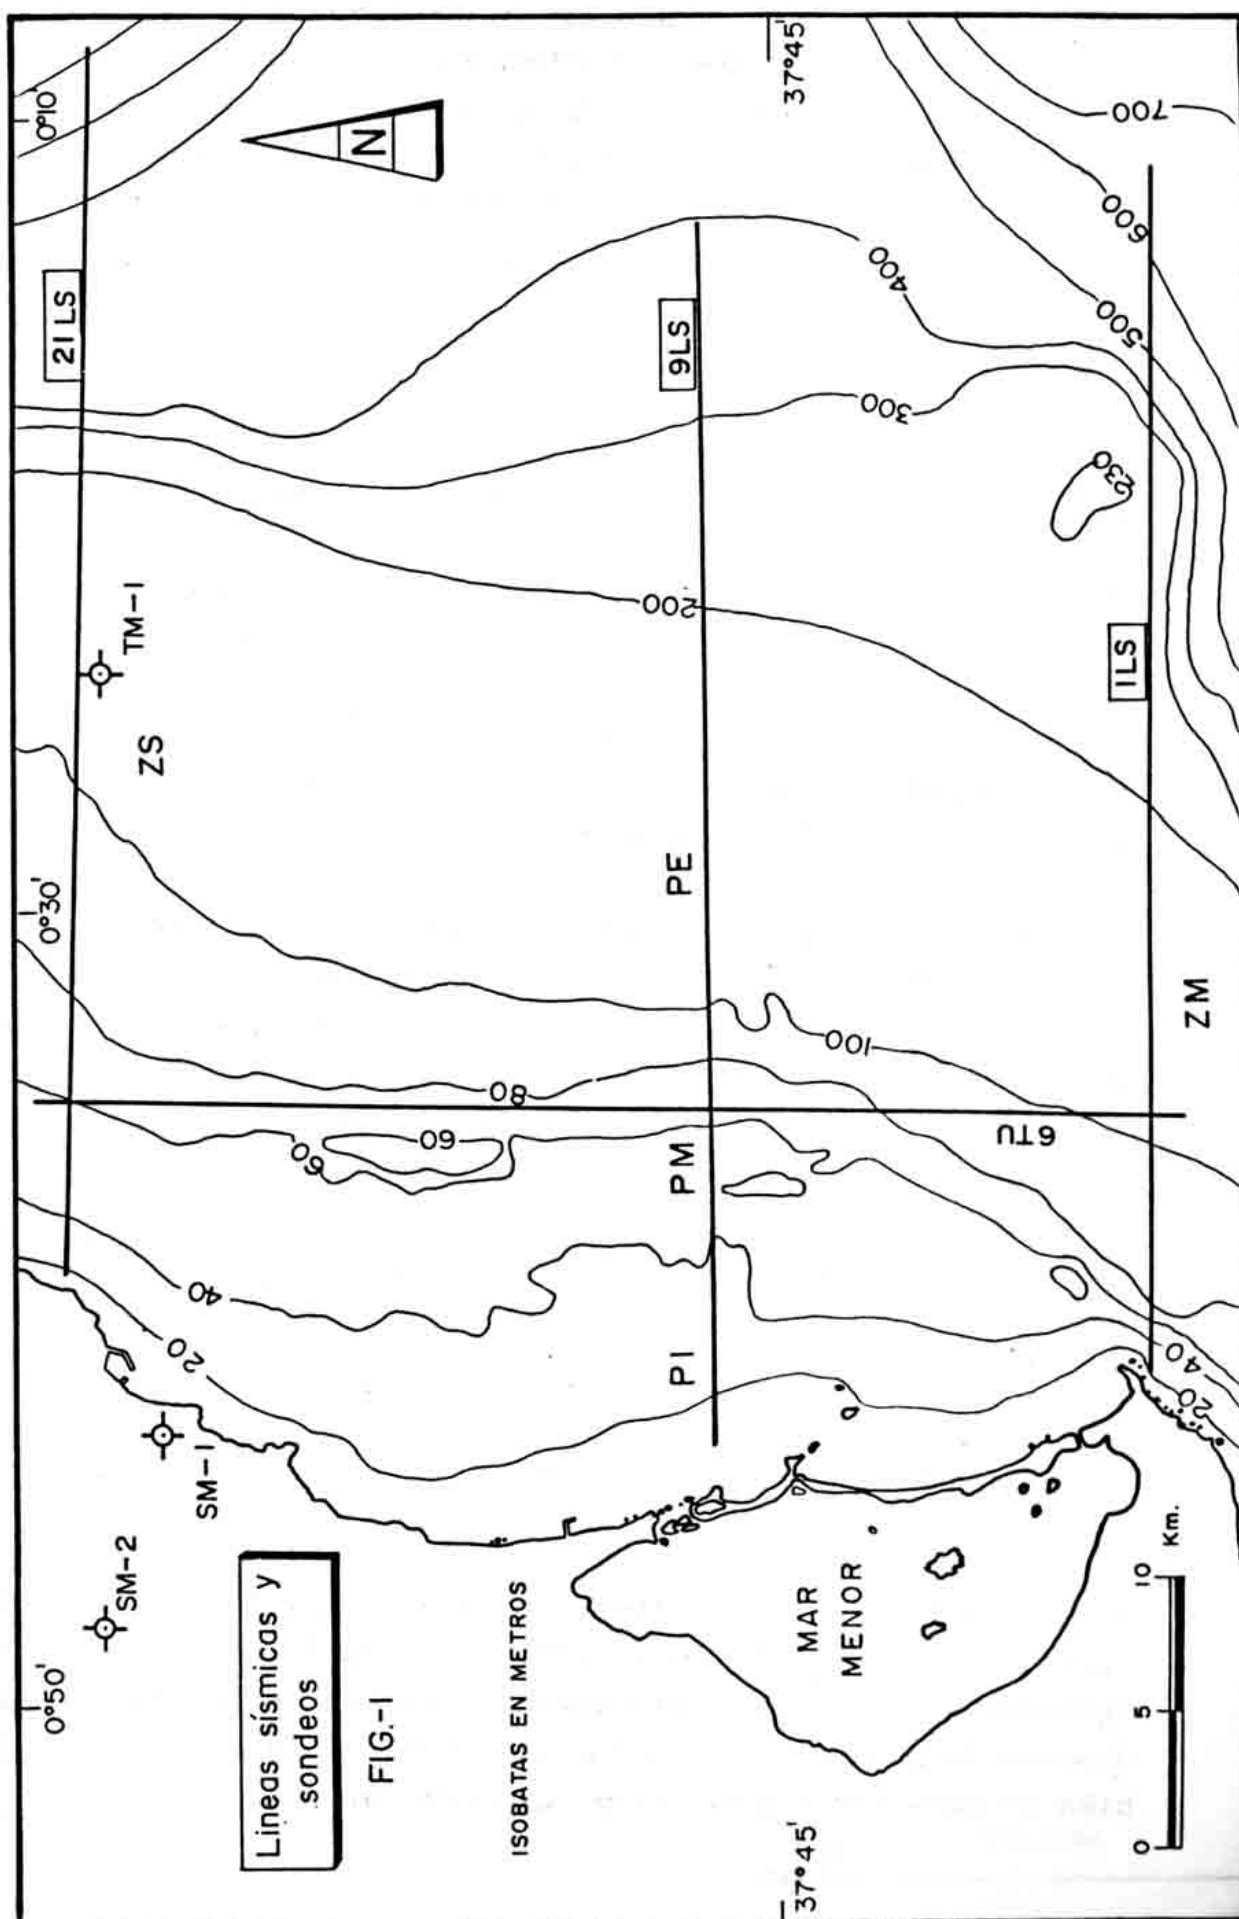 0°50'
0°30'
0°10'
21 LS
N
SM-2
SM-1
TM-1
ZS
Lineas sísmicas y
sondeos
FIG.-1
ISOBATAS EN METROS
20
40
60
60
80
100
200
300
400
500
600
700
230
9LS
PI
PM
PE
6TU
1LS
ZM
MAR
MENOR
37°45'
37°45'
20
40
0
5
10
Km.